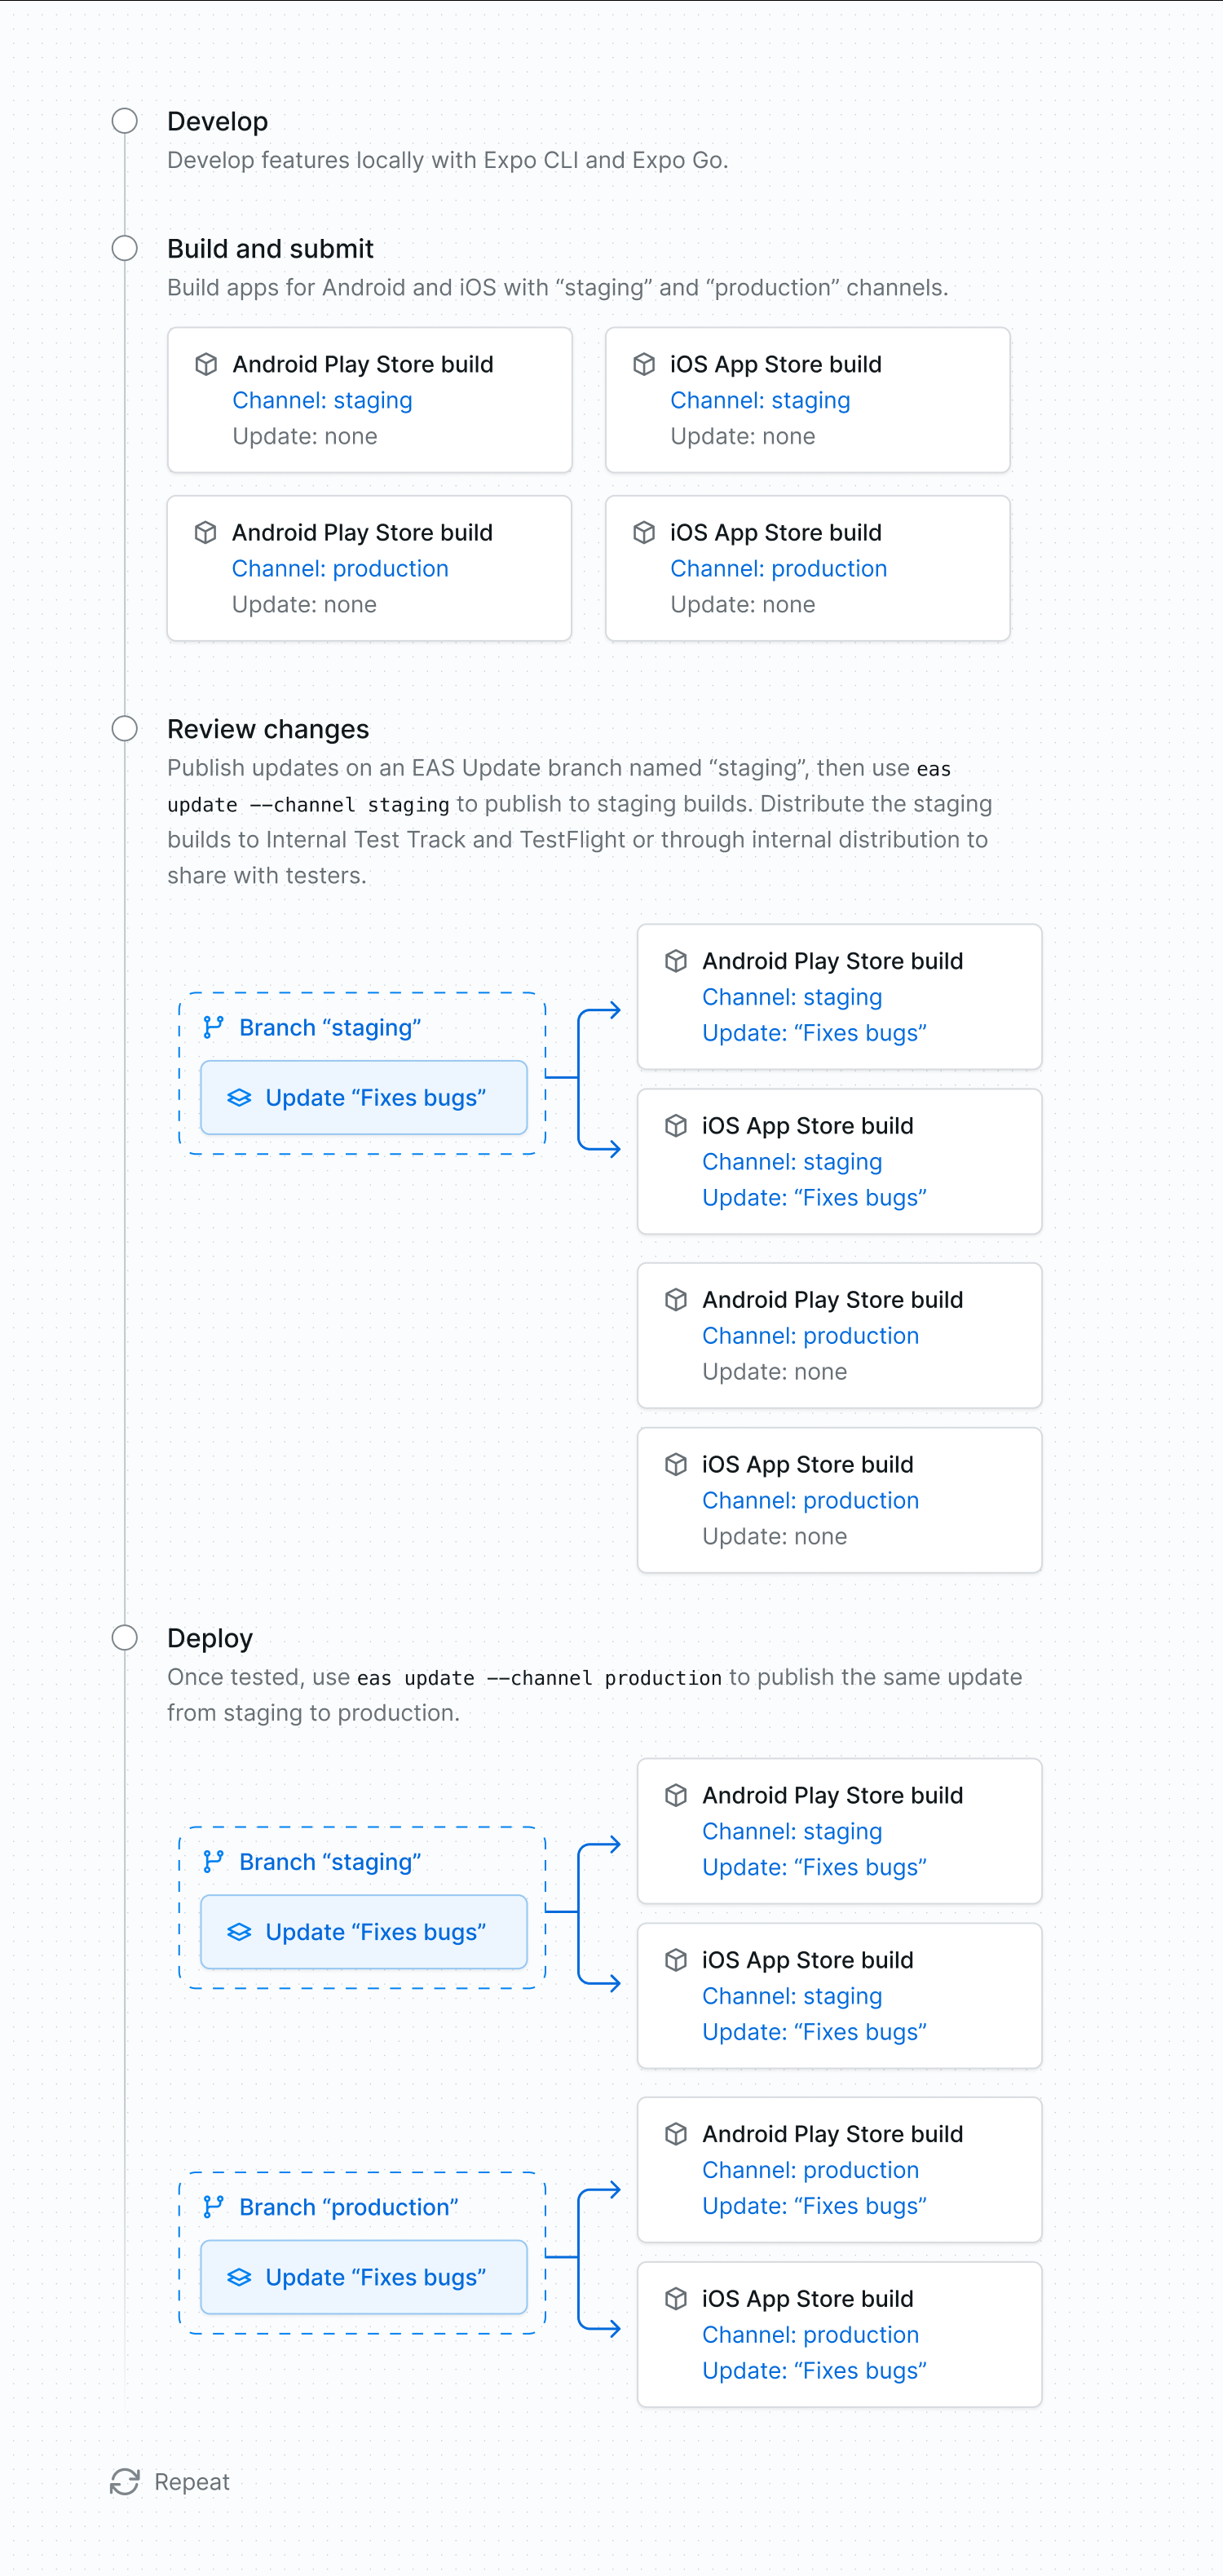 Develop
Develop features locally with Expo CLI and Expo Go.
Build and submit
Build apps for Android and iOS with “staging” and “production” channels.
Android Play Store build
Channel: staging
Update: none
iOS App Store build
Channel: staging
Update: none
Android Play Store build
Channel: production
Update: none
iOS App Store build
Channel: production
Update: none
Review changes
Publish updates on an EAS Update branch named “staging”, then use eas
update --channel staging to publish to staging builds. Distribute the staging
builds to Internal Test Track and TestFlight or through internal distribution to
share with testers.
Branch “staging”
Update “Fixes bugs”
Android Play Store build
Channel: staging
Update: “Fixes bugs”
iOS App Store build
Channel: staging
Update: “Fixes bugs”
Android Play Store build
Channel: production
Update: none
iOS App Store build
Channel: production
Update: none
Deploy
Once tested, use eas update --channel production to publish the same update
from staging to production.
Branch “staging”
Update “Fixes bugs”
Android Play Store build
Channel: staging
Update: “Fixes bugs”
iOS App Store build
Channel: staging
Update: “Fixes bugs”
Branch “production”
Update “Fixes bugs”
Android Play Store build
Channel: production
Update: “Fixes bugs”
iOS App Store build
Channel: production
Update: “Fixes bugs”
Repeat